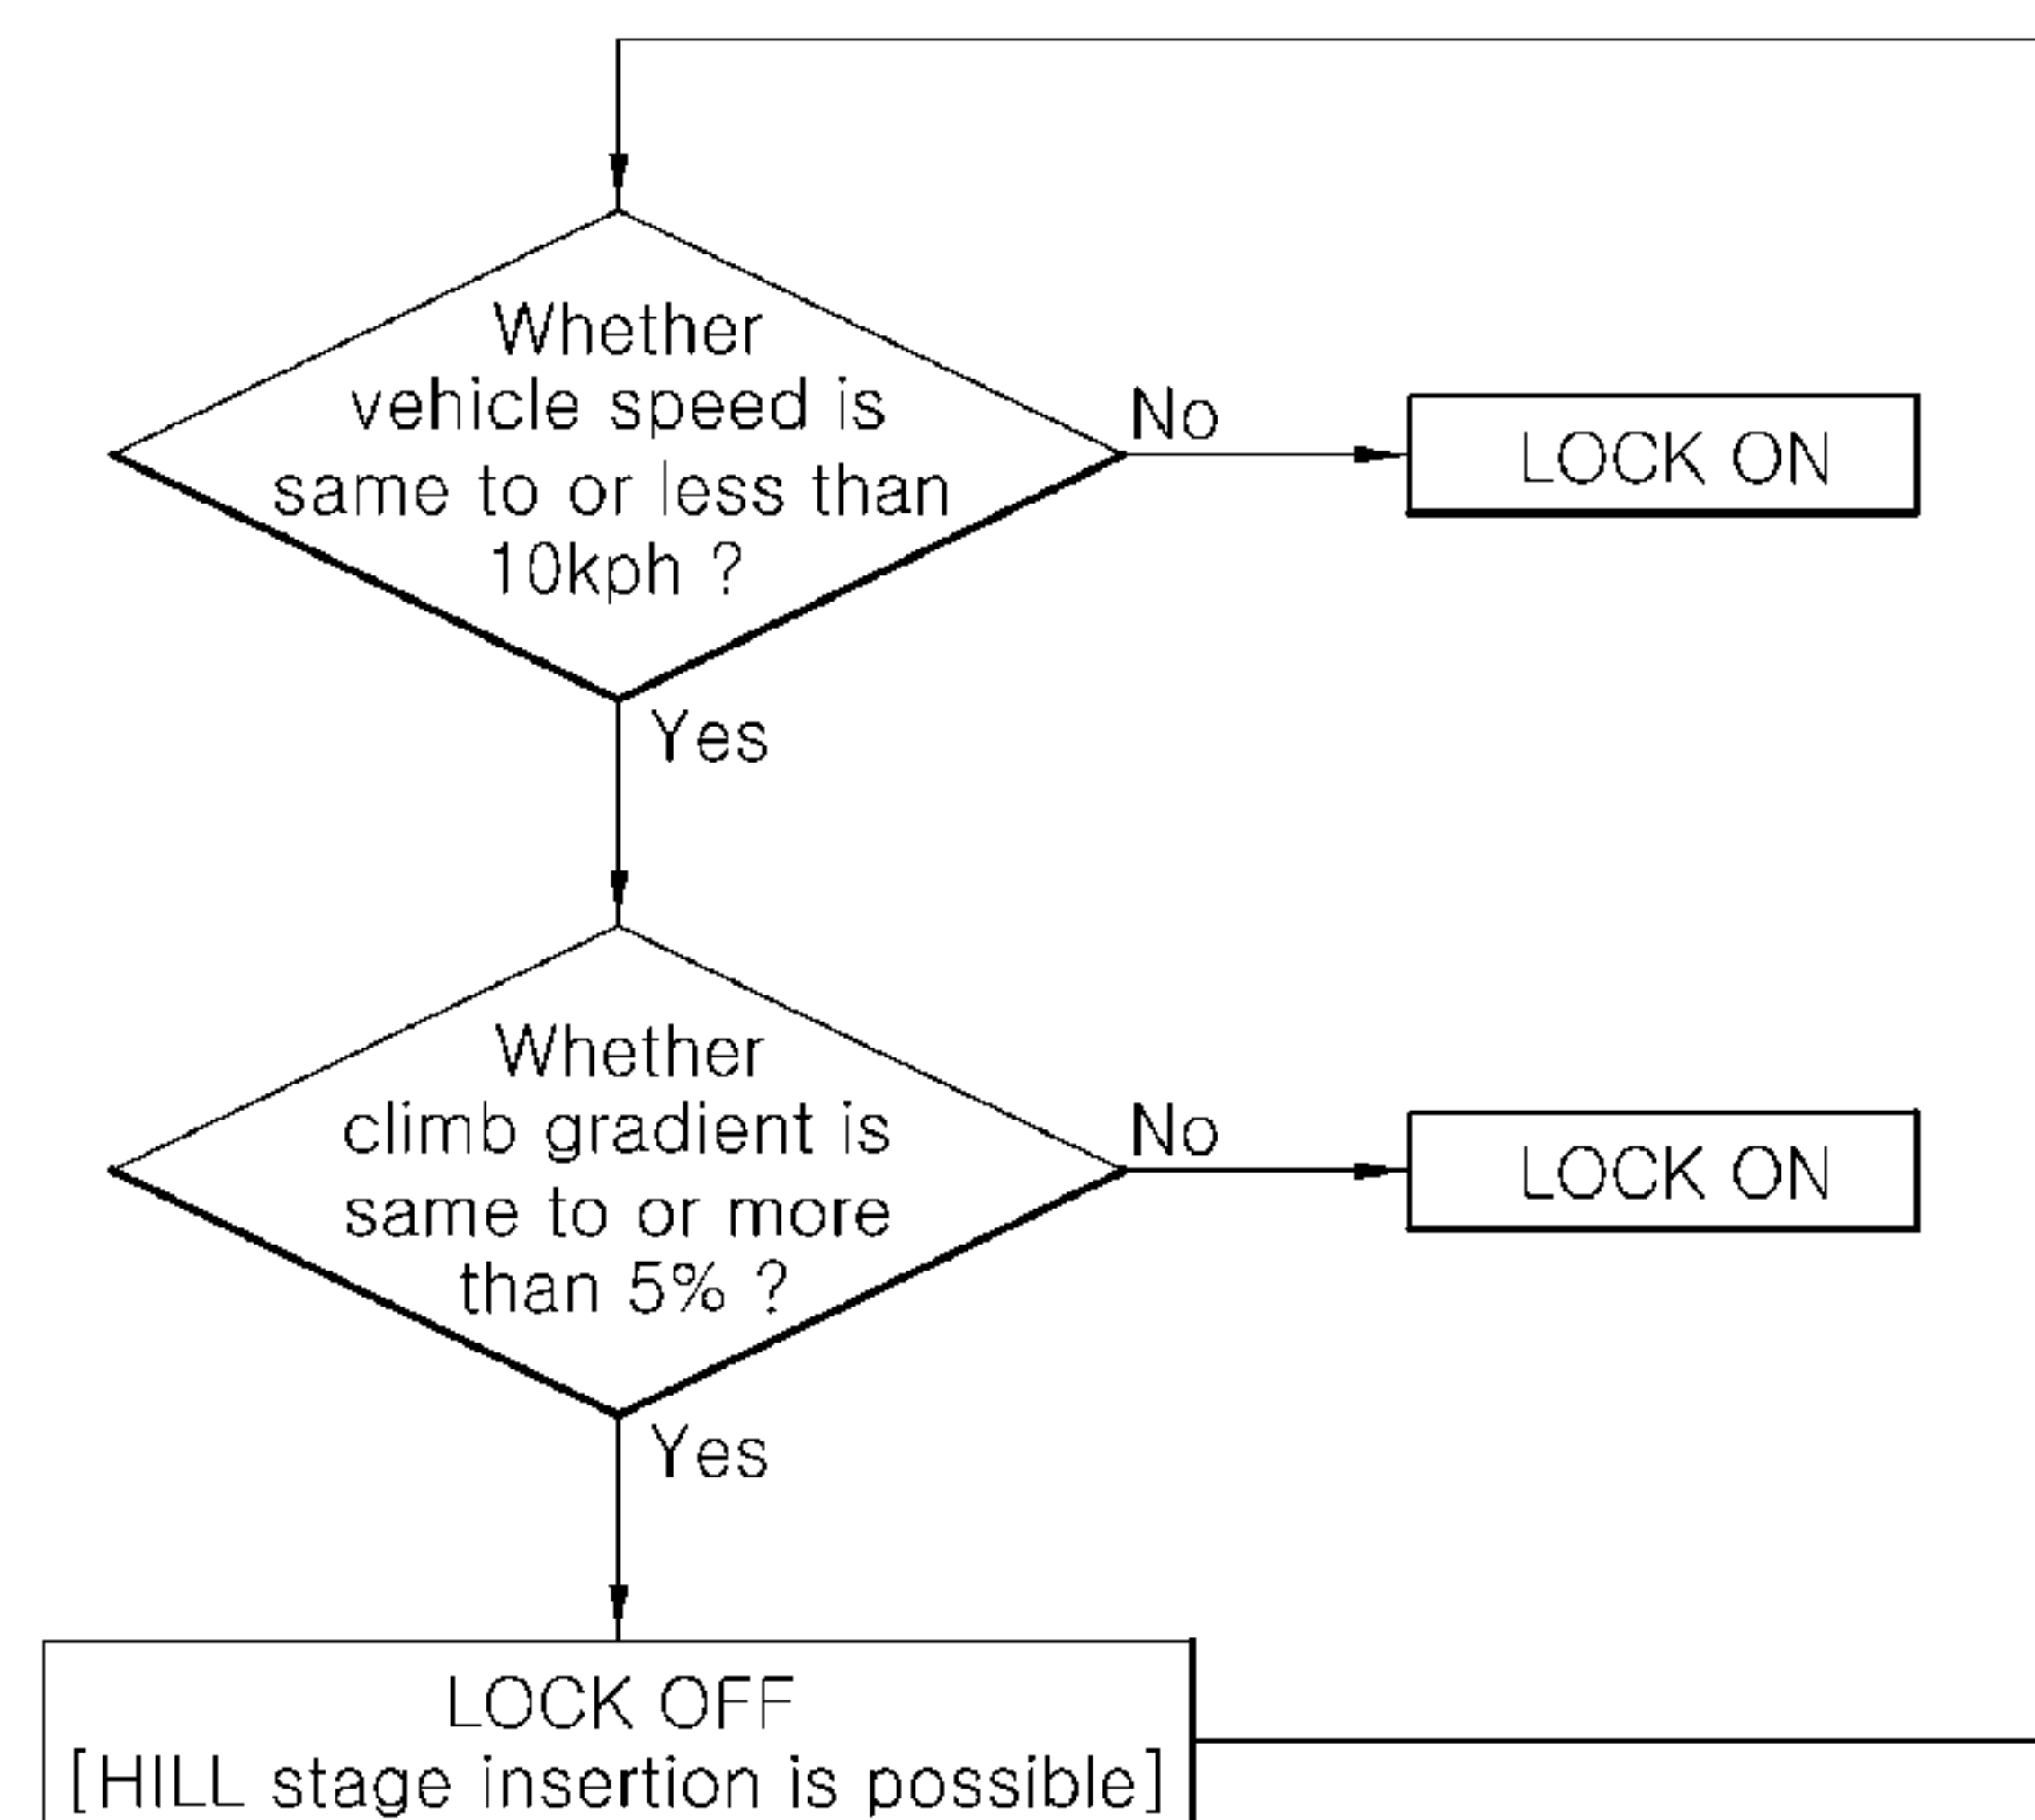 Whether
vehicle speed is
same to or less than
10kph ?
No
LOCK ON
Yes
Whether
climb gradient is
same to or more
than 5% ?
No
LOCK ON
Yes
LOCK OFF
[HILL stage insertion is possible]